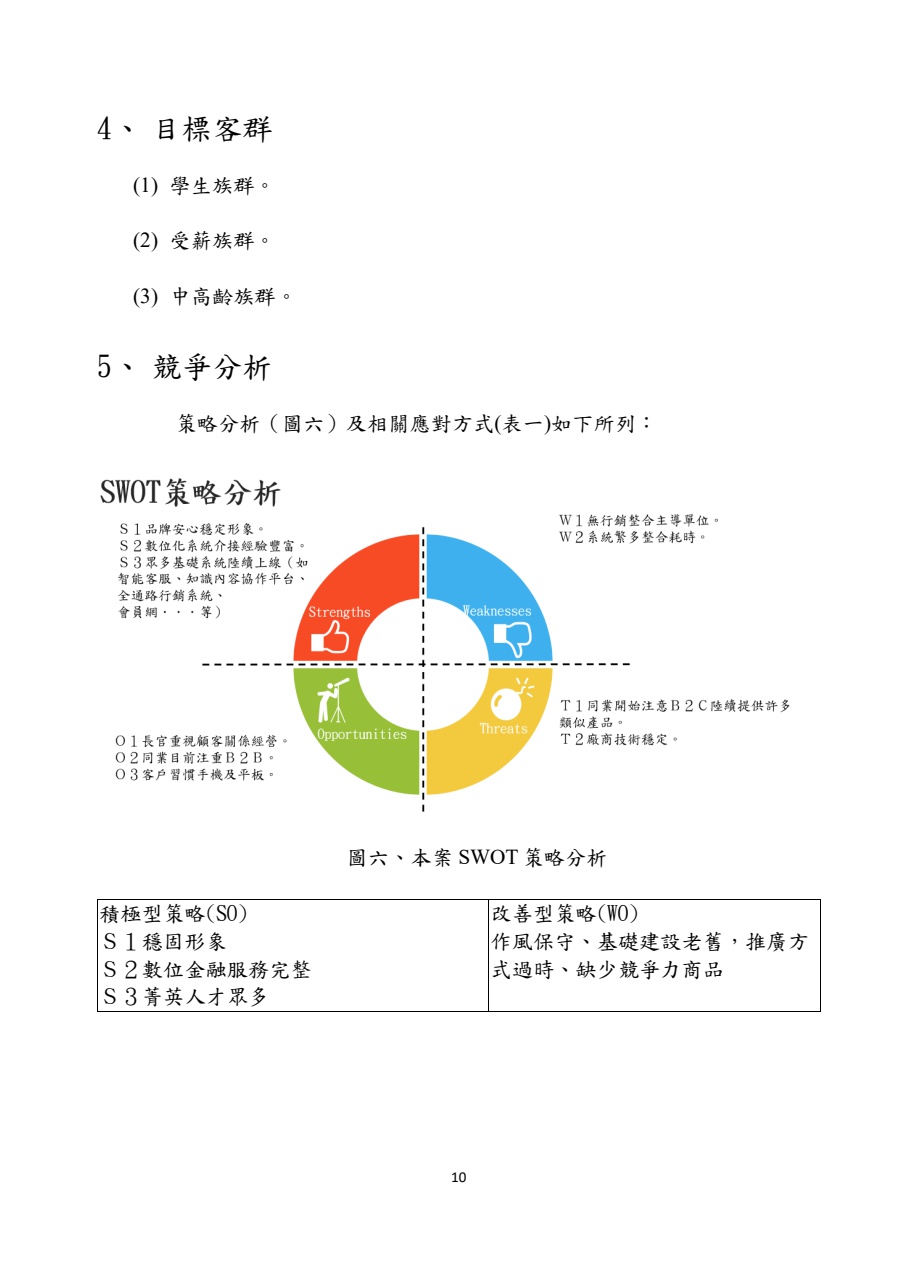 4、 目標客群
(1) 學生族群。
(2) 受薪族群。
(3) 中高齡族群。
5、 競爭分析
策略分析（圖六）及相關應對方式(表一)如下所列：
SWOT策略分析
Ｓ１品牌安心穩定形象。
Ｓ２數位化系統介接經驗豐富。
Ｓ３眾多基礎系統陸續上線（如
智能客服、知識內容協作平台、
全通路行銷系統、
會員網・・・等）
Ｗ１無行銷整合主導單位。
Ｗ２系統繁多整合耗時。
Strengths
Weaknesses
Opportunities
Threats
Ｏ１長官重視顧客關係經營。
Ｏ２同業目前注重Ｂ２Ｂ。
Ｏ３客戶習慣手機及平板。
Ｔ１同業開始注意Ｂ２Ｃ陸續提供許多
類似產品。
Ｔ２廠商技術穩定。
圖六、本案 SWOT 策略分析
積極型策略(SO)
Ｓ１穩固形象
Ｓ２數位金融服務完整
Ｓ３菁英人才眾多
改善型策略(WO)
作風保守、基礎建設老舊，推廣方
式過時、缺少競爭力商品
10